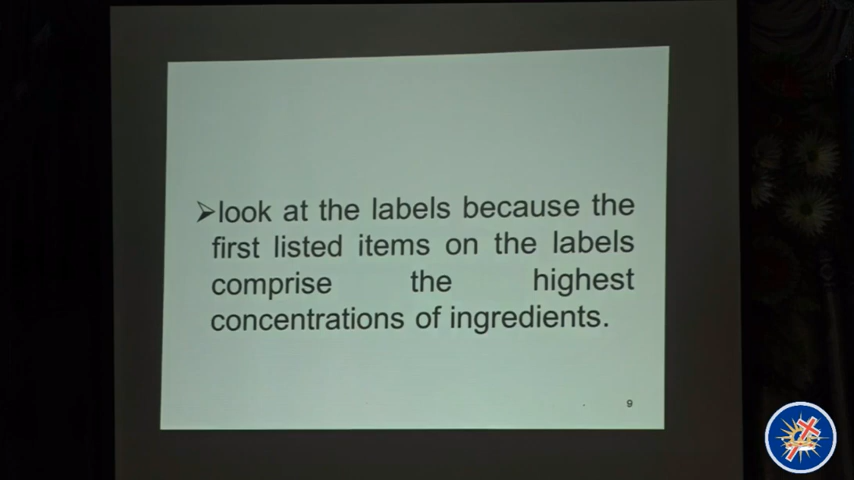 ➢look at the labels because the
first listed items on the labels
comprise the highest
concentrations of ingredients.
9